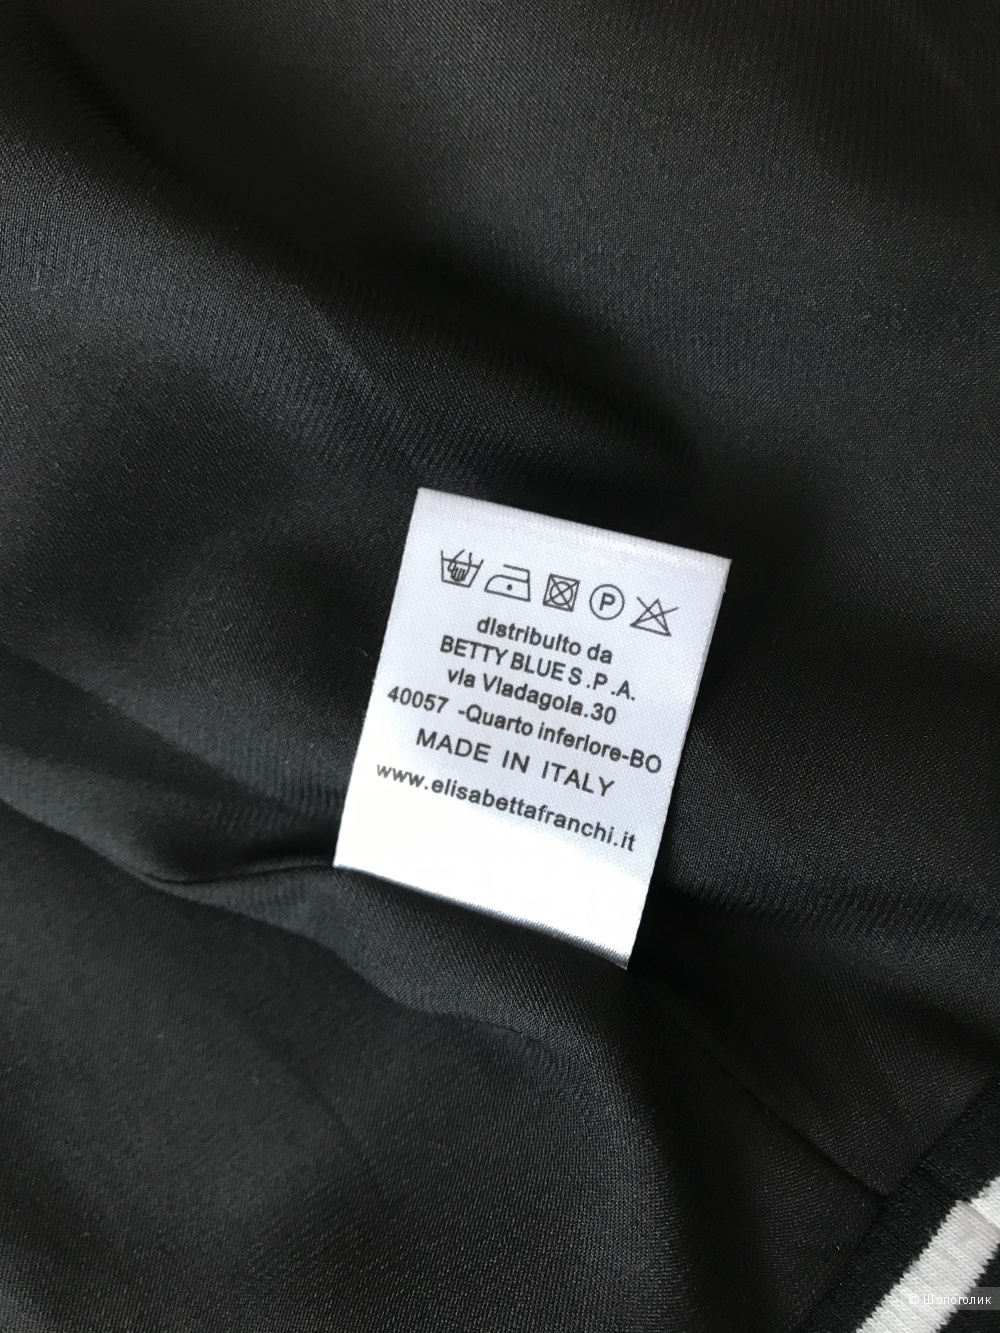 P
distribuito da
BETTY BLUE S.P.A.
via Viadagola.30
40057 -Quarto inferiore-BO
MADE IN ITALY
www.elisabettafranchi.it
© Шопоголик